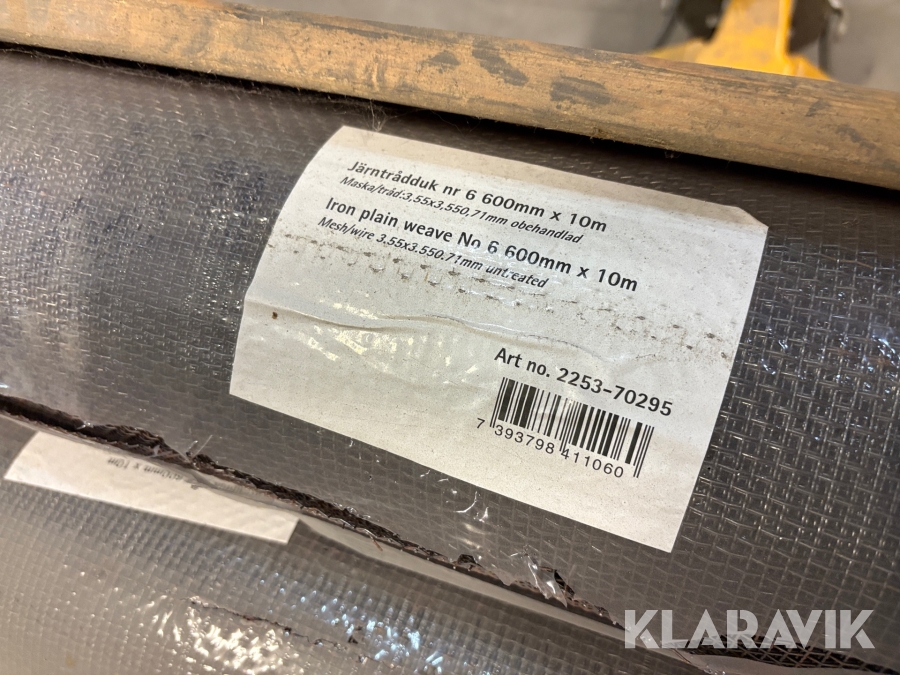 Järntrådduk nr 6 600mm x 10m
Maska/tråd:3,55x3,550,71mm obehandlad
Iron plain weave No 6 600mm x 10m
Mesh/wire 3.55x3.550.71mm untreated
Art no. 2253-70295
7 393798 411060
x 10m
KLARAVIK